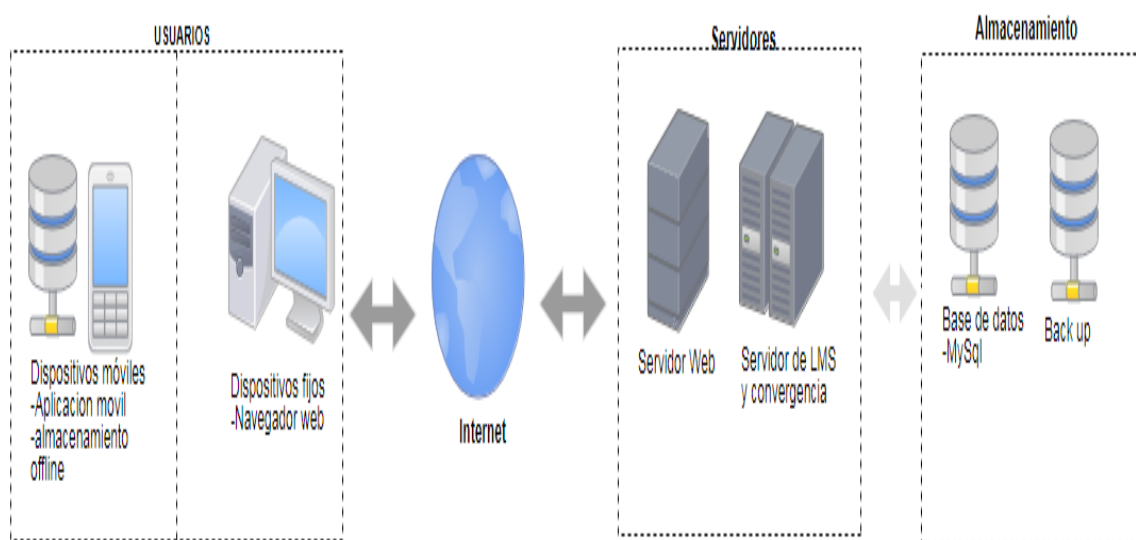 USUARIOS
Dispositivos móviles
-Aplicacion movil
-almacenamiento
offline
Dispositivos fijos
-Navegador web
Internet
Servidores
Servidor Web
Servidor de LMS
y convergencia
Almacenamiento
Base de datos
-MySql
Back up